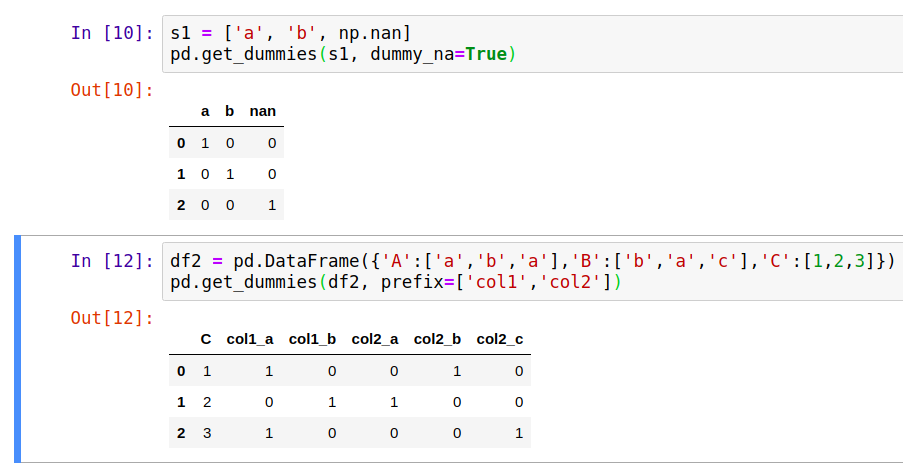 In [10]: s1 = ['a', 'b', np.nan]
pd.get_dummies(s1, dummy_na=True)
Out[10]:
a b nan
0 1 0 0
1 0 1 0
2 0 0 1
In [12]: df2 = pd.DataFrame({'A':['a','b','a'],'B':['b','a','c'],'C':[1,2,3]})
pd.get_dummies(df2, prefix=['col1','col2'])
Out[12]:
C col1_a col1_b col2_a col2_b col2_c
0 1 1 0 0 1 0
1 2 0 1 1 0 0
2 3 1 0 0 0 1